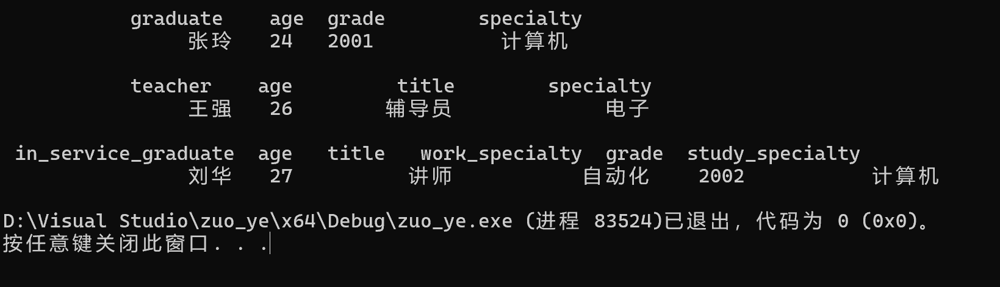 graduate age grade specialty
张玲 24 2001 计算机
teacher age title specialty
王强 26 辅导员 电子
in_service_graduate age title work_specialty grade study_specialty
刘华 27 讲师 自动化 2002 计算机
D:\Visual Studio\zuo_ye\x64\Debug\zuo_ye.exe (进程 83524)已退出，代码为 0 (0x0)。
按任意键关闭此窗口. . .